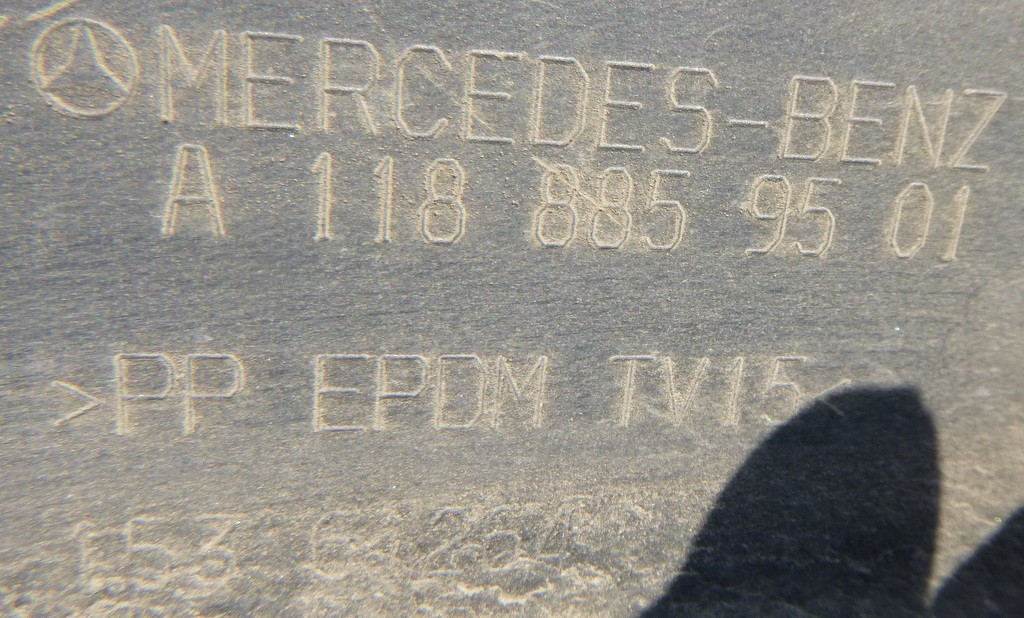 MERCEDES-BENZ
A 118 885 95 01
>PP EPDM TV15<